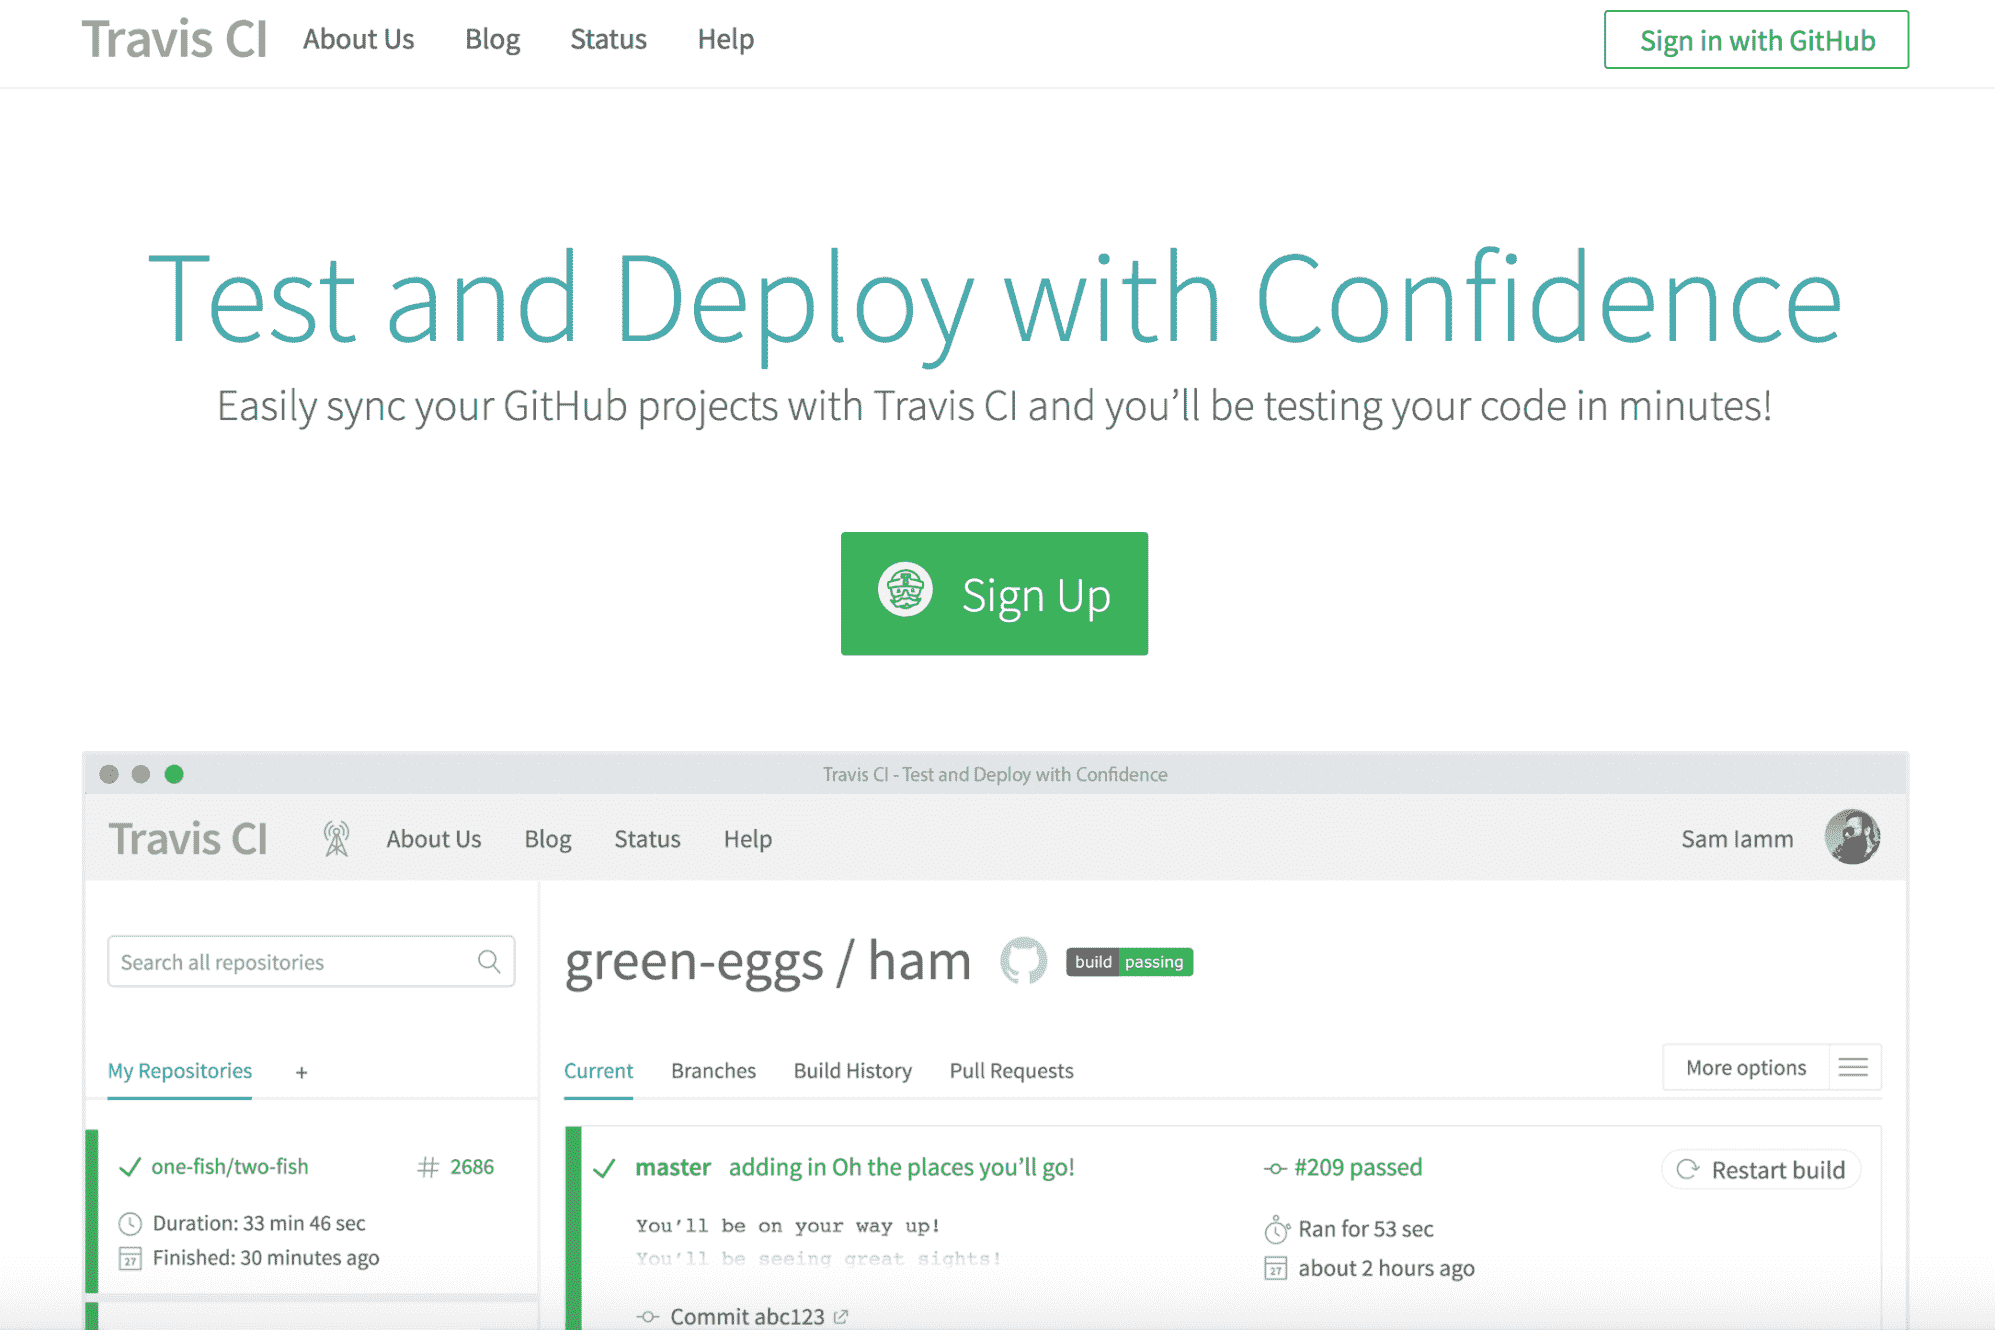 Travis CI About Us Blog Status Help Sign in with GitHub
Test and Deploy with Confidence
Easily sync your GitHub projects with Travis CI and you’ll be testing your code in minutes!
Sign Up
Travis CI - Test and Deploy with Confidence
Travis CI About Us Blog Status Help Sam Iamm
Search all repositories
green-eggs / ham build passing
My Repositories +
Current Branches Build History Pull Requests More options
one-fish/two-fish # 2686
Duration: 33 min 46 sec
27 Finished: 30 minutes ago
master adding in Oh the places you’ll go! #209 passed Restart build
You’ll be on your way up!
You’ll be seeing great sights!
Ran for 53 sec
27 about 2 hours ago
Commit abc123